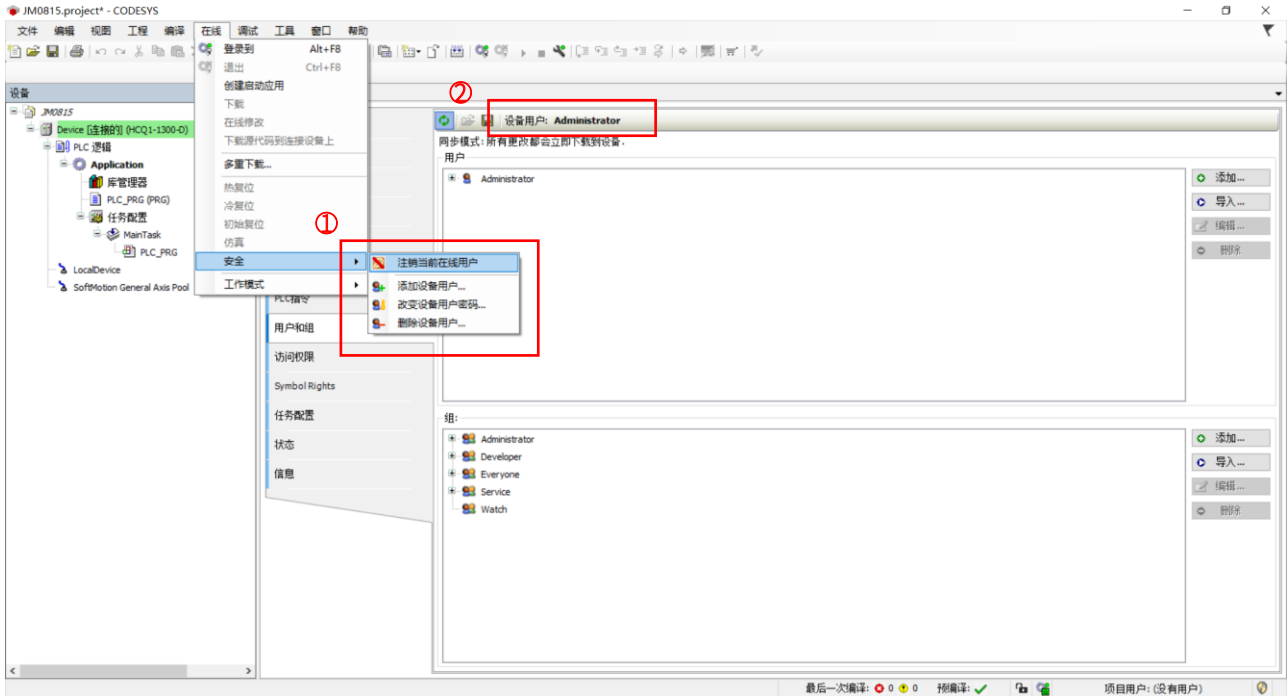 JM0815.project* - CODESYS
文件 编辑 视图 工程 编译 在线 调试 工具 窗口 帮助
登录到 Alt+F8
退出 Ctrl+F8
创建启动应用
下载
在线修改
下载源代码到连接设备上
多重下载...
热复位
冷复位
初始复位
仿真
安全
工作模式
①
注销当前在线用户
添加设备用户...
改变设备用户密码...
删除设备用户...
设备
JM0815
Device [连接的] (HCQ1-1300-D)
PLC 逻辑
Application
库管理器
PLC_PRG (PRG)
任务配置
MainTask
PLC_PRG
LocalDevice
SoftMotion General Axis Pool
PLC指令
用户和组
访问权限
Symbol Rights
任务配置
状态
信息
②
设备用户: Administrator
同步模式:所有更改都会立即下载到设备.
用户
Administrator
添加...
导入...
编辑...
删除
组:
Administrator
Developer
Everyone
Service
Watch
添加...
导入...
编辑...
删除
最后一次编译: 0 0 预编译: 项目用户: (没有用户)